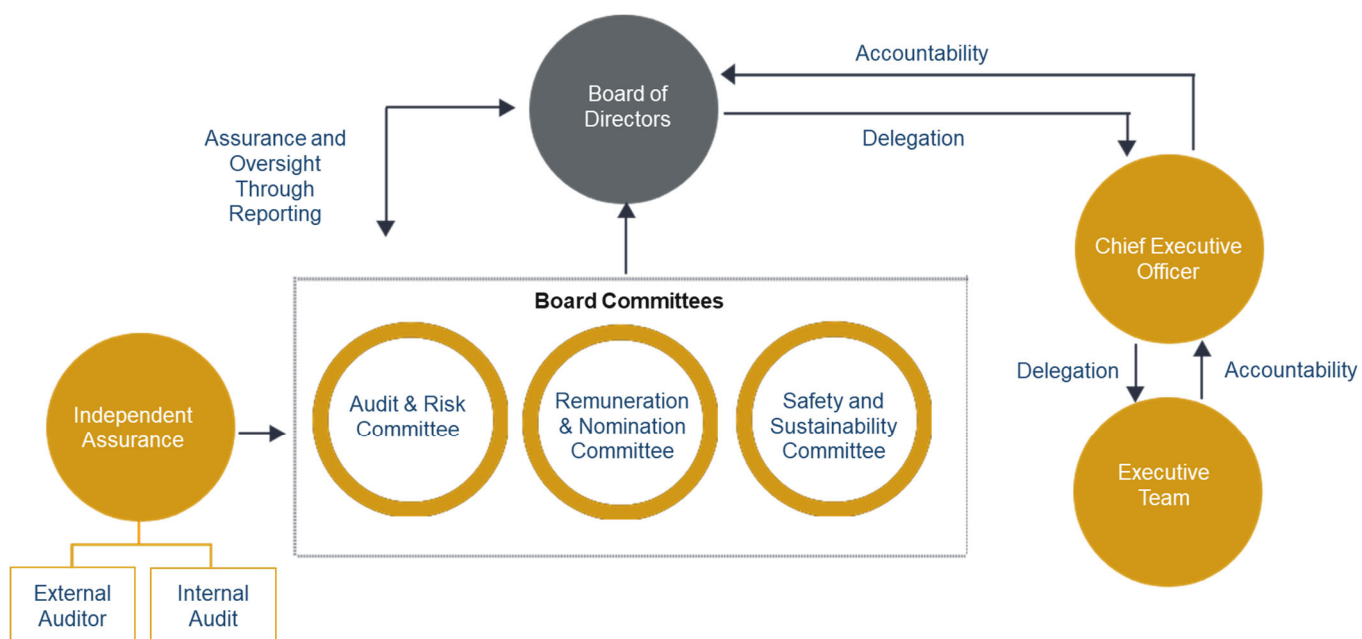 Accountability
Board of
Directors
Delegation
Assurance and
Oversight
Through
Reporting
Chief Executive
Officer
Board Committees
Delegation
Accountability
Independent
Assurance
Audit & Risk
Committee
Remuneration
& Nomination
Committee
Safety and
Sustainability
Committee
Executive
Team
External
Auditor
Internal
Audit